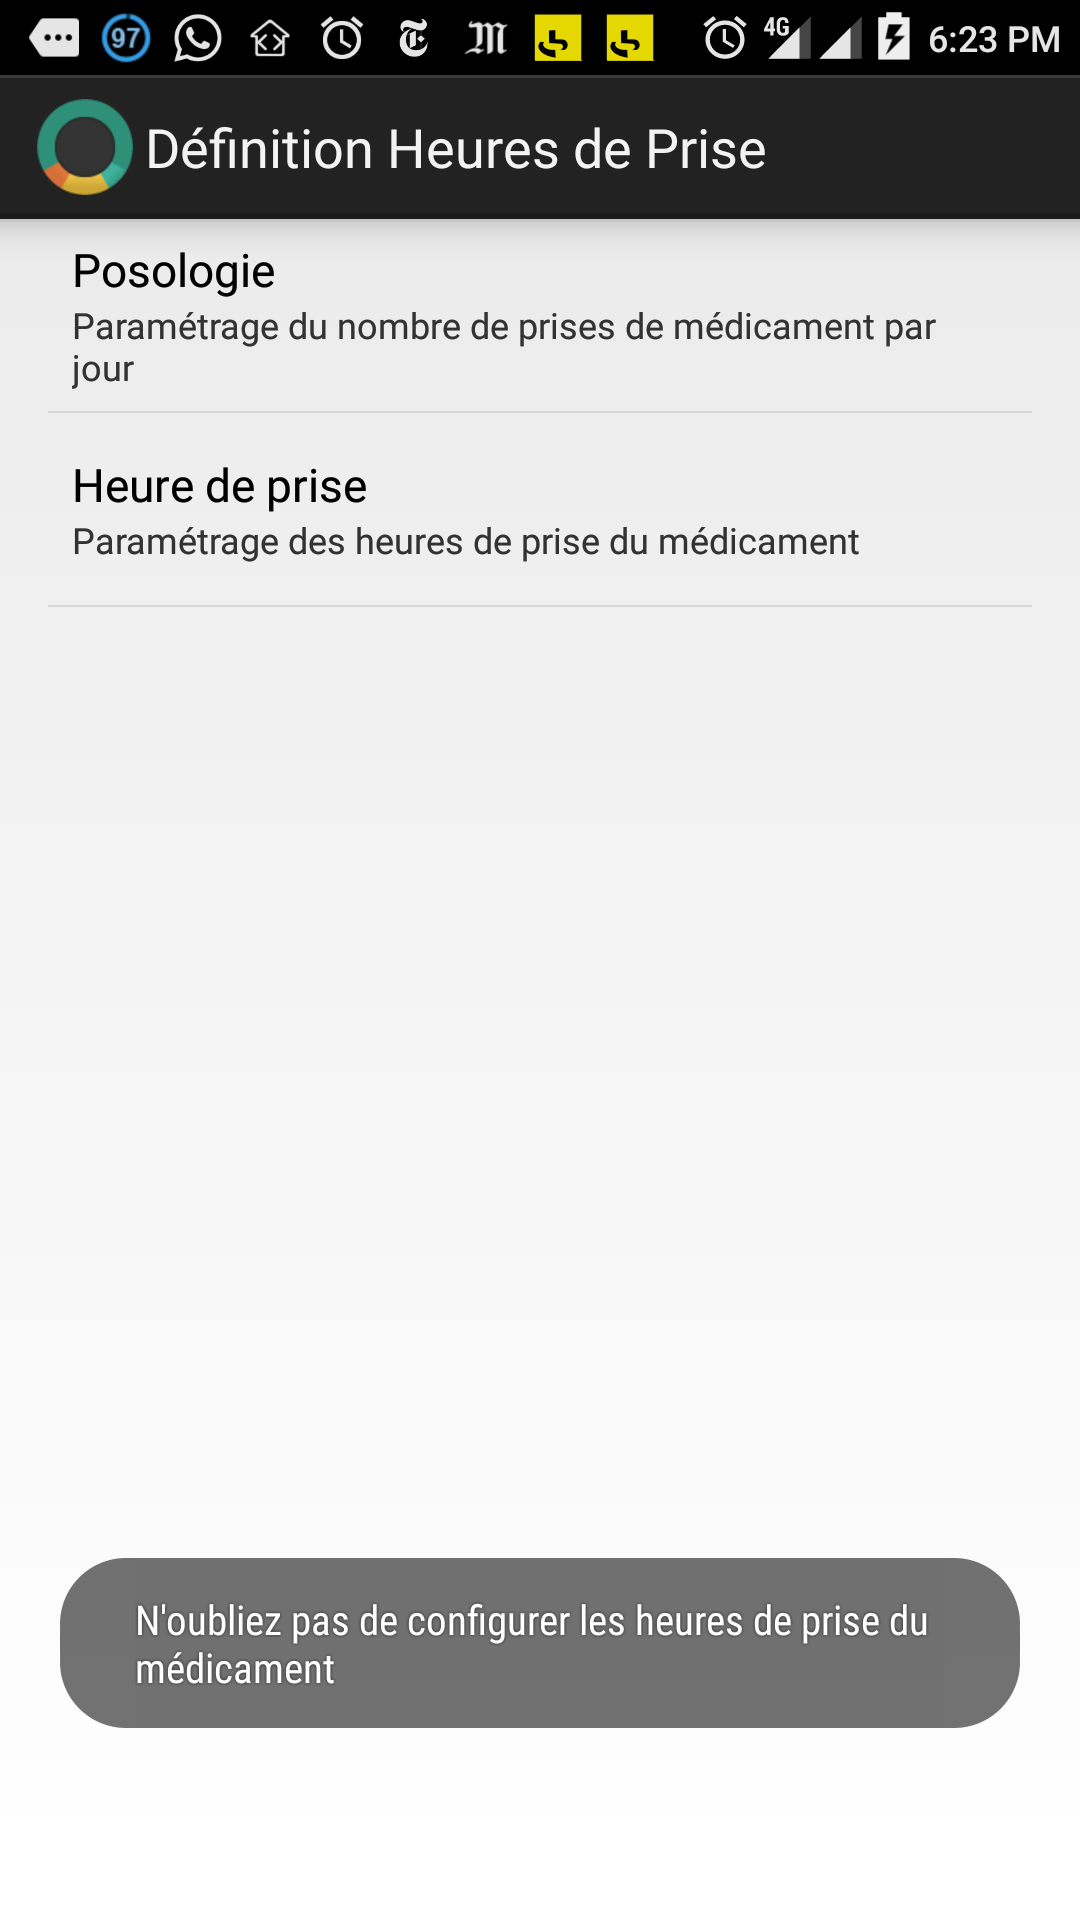 97 4G 6:23 PM
Définition Heures de Prise
Posologie
Paramétrage du nombre de prises de médicament par
jour
Heure de prise
Paramétrage des heures de prise du médicament
N'oubliez pas de configurer les heures de prise du
médicament